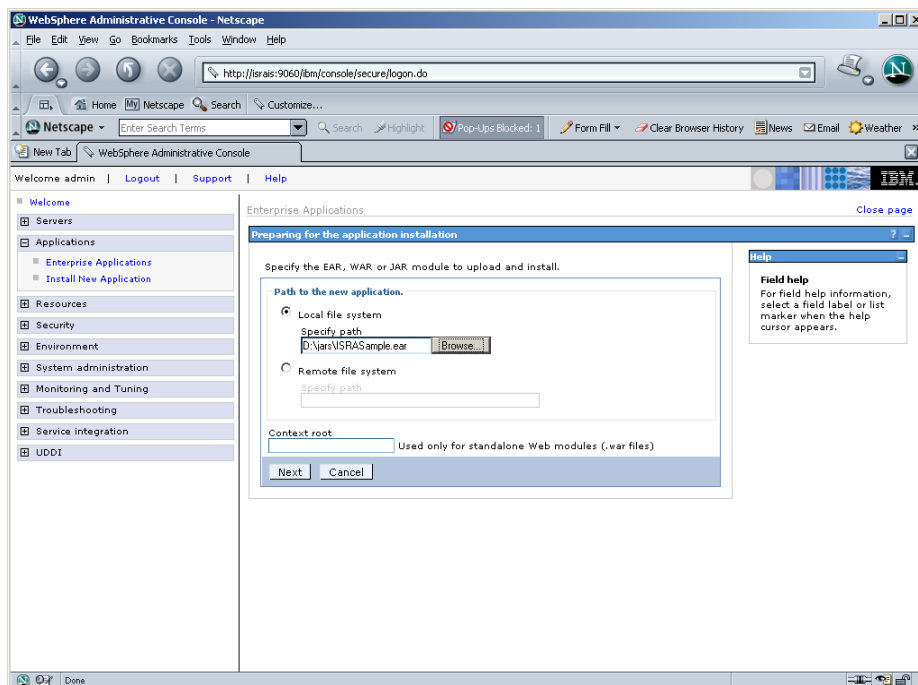 WebSphere Administrative Console - Netscape
File Edit View Go Bookmarks Tools Window Help
http://israis:9060/ibm/console/secure/logon.do
Home My Netscape Search Customize...
Netscape Enter Search Terms Search Highlight Pop-Ups Blocked: 1 Form Fill Clear Browser History News Email Weather »
New Tab WebSphere Administrative Console
Welcome admin | Logout | Support | Help
IBM.
Welcome
Servers
Applications
Enterprise Applications
Install New Application
Resources
Security
Environment
System administration
Monitoring and Tuning
Troubleshooting
Service integration
UDDI
Enterprise Applications
Close page
Preparing for the application installation
Specify the EAR, WAR or JAR module to upload and install.
Path to the new application.
Local file system
Specify path
D:\jars\ISRASample.ear Browse...
Remote file system
Specify path
Context root
Used only for standalone Web modules (.war files)
Next Cancel
Help
Field help
For field help information,
select a field label or list
marker when the help
cursor appears.
Done